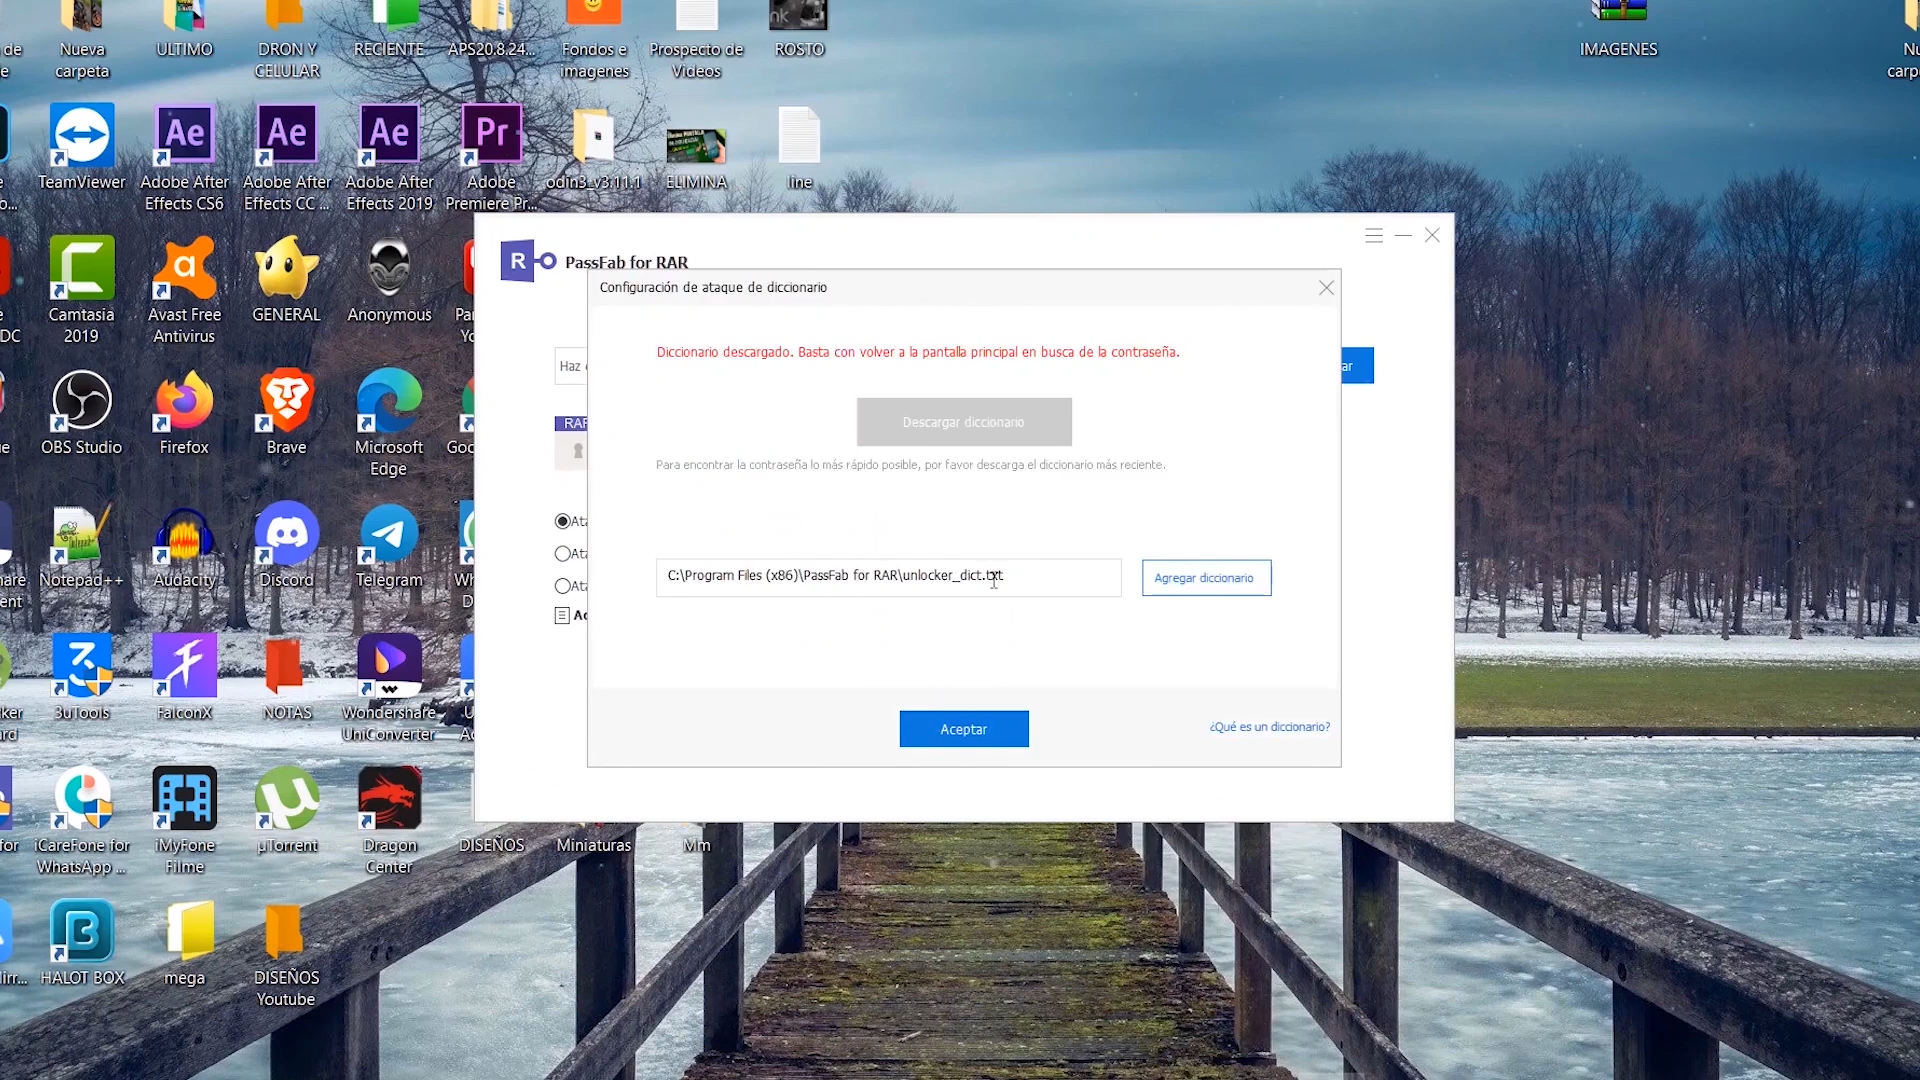 Nueva
carpeta
ULTIMO
DRON Y
CELULAR
RECIENTE
APS20.8.24...
Fondos e
imagenes
Prospecto de
Videos
ROSTO
IMAGENES
TeamViewer
Adobe After
Effects CS6
Adobe After
Effects CC ...
Adobe After
Effects 2019
Adobe
Premiere Pr...
odin3_v3.11.1
ELIMINA
line
Camtasia
2019
Avast Free
Antivirus
GENERAL
Anonymous
OBS Studio
Firefox
Brave
Microsoft
Edge
Notepad++
Audacity
Discord
Telegram
3uTools
FalconX
NOTAS
Wondershare
UniConverter
iCareFone for
WhatsApp ...
iMyFone
Filme
µTorrent
Dragon
Center
DISEÑOS
Miniaturas
Mm
HALOT BOX
mega
DISEÑOS
Youtube
PassFab for RAR
Configuración de ataque de diccionario
Diccionario descargado. Basta con volver a la pantalla principal en busca de la contraseña.
Haz
ar
Descargar diccionario
RAR
Para encontrar la contraseña lo más rápido posible, por favor descarga el diccionario más reciente.
Ata
Ata
Ata
C:\Program Files (x86)\PassFab for RAR\unlocker_dict.txt
Agregar diccionario
Aceptar
¿Qué es un diccionario?